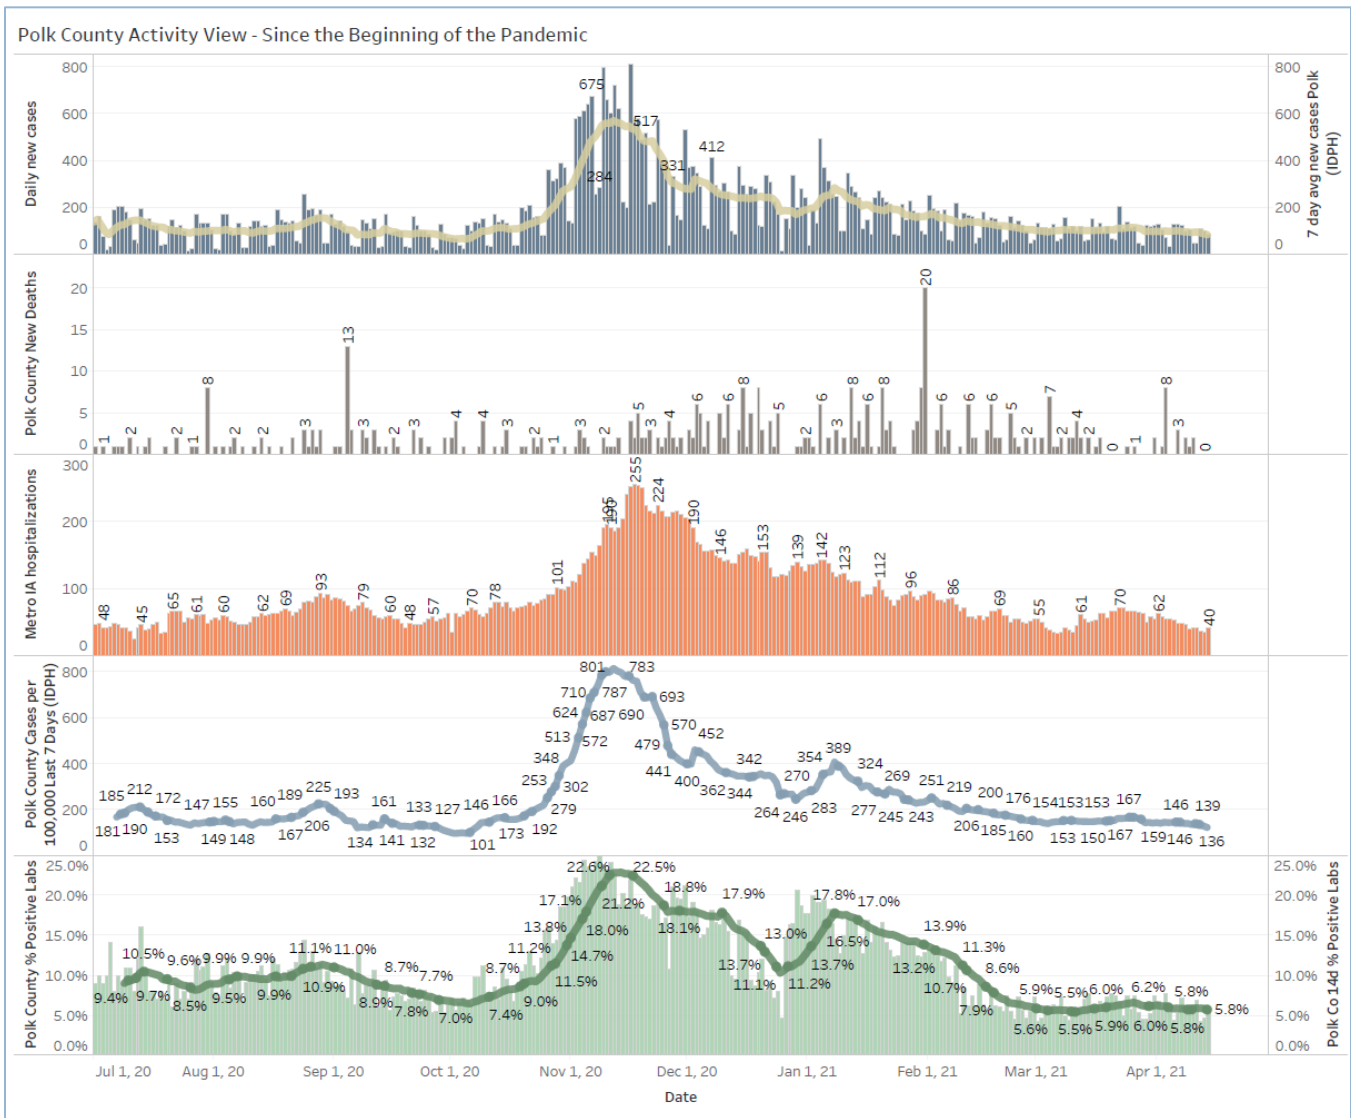 Polk County Activity View - Since the Beginning of the Pandemic
Daily new cases
800
600
400
200
0
675
284
517
331
412
800
600
400
200
0
7 day avg new cases Polk
(IDPH)
Polk County New Deaths
20
15
10
5
0
1 2 2 1 8 2 2 3 13 3 2 3 4 4 3 2 1 3 2 5 3 4 6 6 8 5 2 6 3 8 6 8 20 6 6 6 5 2 7 2 4 2 0 1 8 3 0
Metro IA hospitalizations
300
200
100
0
48 45 65 61 60 62 69 93 79 60 48 57 70 78 101 195 190 255 224 190 146 153 139 142 123 112 96 86 69 55 61 70 62 40
Polk County Cases per
100,000 Last 7 Days (IDPH)
800
600
400
200
0
801 783
710 787 693
624 687 690
513 572 570
479 452
348 441 400 342 354 389 324
253 302 362 344 270 269 251
185 212 172 147 155 160 189 225 193 161 133 127 146 166 279 264 246 283 277 245 243 219 200 176 154 153 153 167 146 139
181 190 153 149 148 167 206 134 141 132 101 173 192 206 185 160 153 150 167 159 146 136
Polk County % Positive Labs
25.0%
20.0%
15.0%
10.0%
5.0%
0.0%
22.6% 22.5%
17.1% 21.2% 18.8% 17.9% 17.8% 17.0%
13.8% 18.0% 18.1% 13.0% 16.5% 13.9%
10.5% 9.6% 9.9% 9.9% 11.1% 11.0% 8.7% 7.7% 8.7% 11.2% 14.7% 13.7% 13.7% 13.2% 11.3%
9.4% 9.7% 8.5% 9.5% 9.9% 10.9% 8.9% 7.8% 7.0% 7.4% 9.0% 11.5% 11.1% 11.2% 10.7% 8.6%
7.9% 5.9% 5.5% 6.0% 6.2% 5.8% 5.8%
5.6% 5.5% 5.9% 6.0% 5.8%
25.0%
20.0%
15.0%
10.0%
5.0%
0.0%
Polk Co 14d % Positive Labs
Jul 1, 20 Aug 1, 20 Sep 1, 20 Oct 1, 20 Nov 1, 20 Dec 1, 20 Jan 1, 21 Feb 1, 21 Mar 1, 21 Apr 1, 21
Date